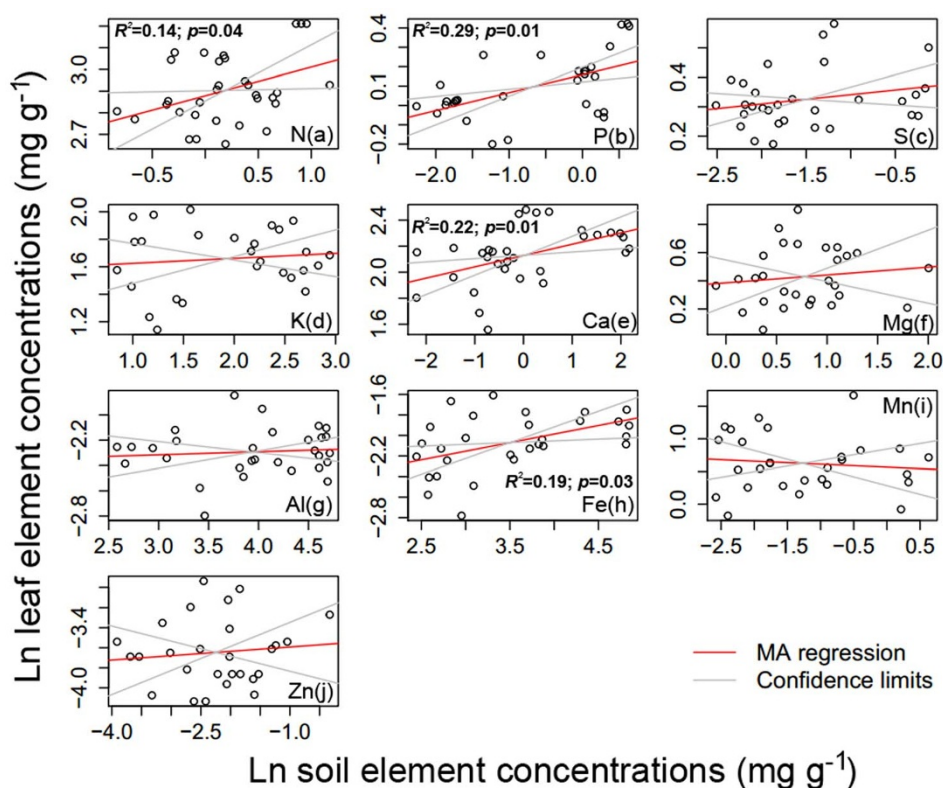 R²=0.14; p=0.04
3.0
2.7
N(a)
−0.5 0.5
R²=0.29; p=0.01
0.4
0.1
−0.2
P(b)
−2.0 −1.0 0.0
0.4
0.2
S(c)
−2.5 −1.5 −0.5
2.0
1.6
1.2
K(d)
1.0 1.5 2.0 2.5 3.0
R²=0.22; p=0.01
2.4
2.0
1.6
Ca(e)
−2 −1 0 1 2
0.6
0.2
Mg(f)
0.0 0.5 1.0 1.5 2.0
−2.2
−2.8
Al(g)
2.5 3.0 3.5 4.0 4.5
−1.6
−2.2
−2.8
R²=0.19; p=0.03
Fe(h)
2.5 3.5 4.5
Mn(i)
1.0
0.0
−2.5 −1.5 −0.5 0.5
−3.4
−4.0
Zn(j)
−4.0 −2.5 −1.0
MA regression
Confidence limits
Ln leaf element concentrations (mg g⁻¹)
Ln soil element concentrations (mg g⁻¹)